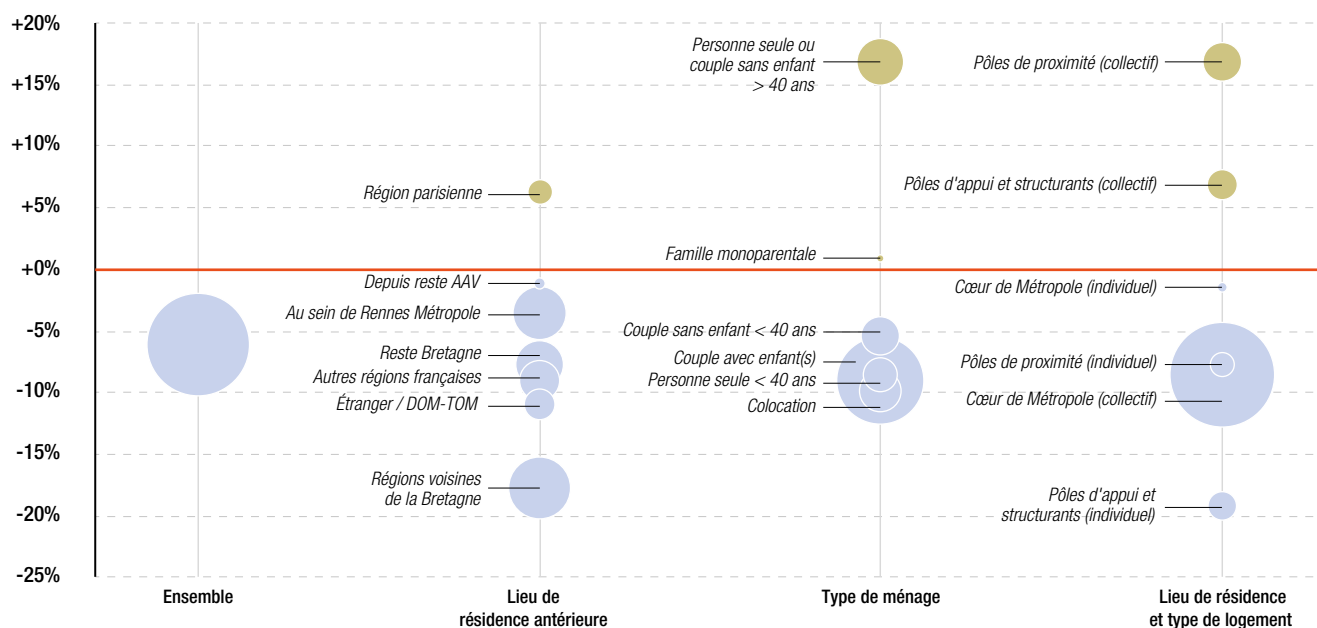 +20%
+15%
+10%
+5%
+0%
-5%
-10%
-15%
-20%
-25%
Région parisienne
Depuis reste AAV
Au sein de Rennes Métropole
Reste Bretagne
Autres régions françaises
Étranger / DOM-TOM
Régions voisines
de la Bretagne
Personne seule ou
couple sans enfant
> 40 ans
Famille monoparentale
Couple sans enfant < 40 ans
Couple avec enfant(s)
Personne seule < 40 ans
Colocation
Pôles de proximité (collectif)
Pôles d'appui et structurants (collectif)
Cœur de Métropole (individuel)
Pôles de proximité (individuel)
Cœur de Métropole (collectif)
Pôles d'appui et
structurants (individuel)
Ensemble
Lieu de
résidence antérieure
Type de ménage
Lieu de résidence
et type de logement